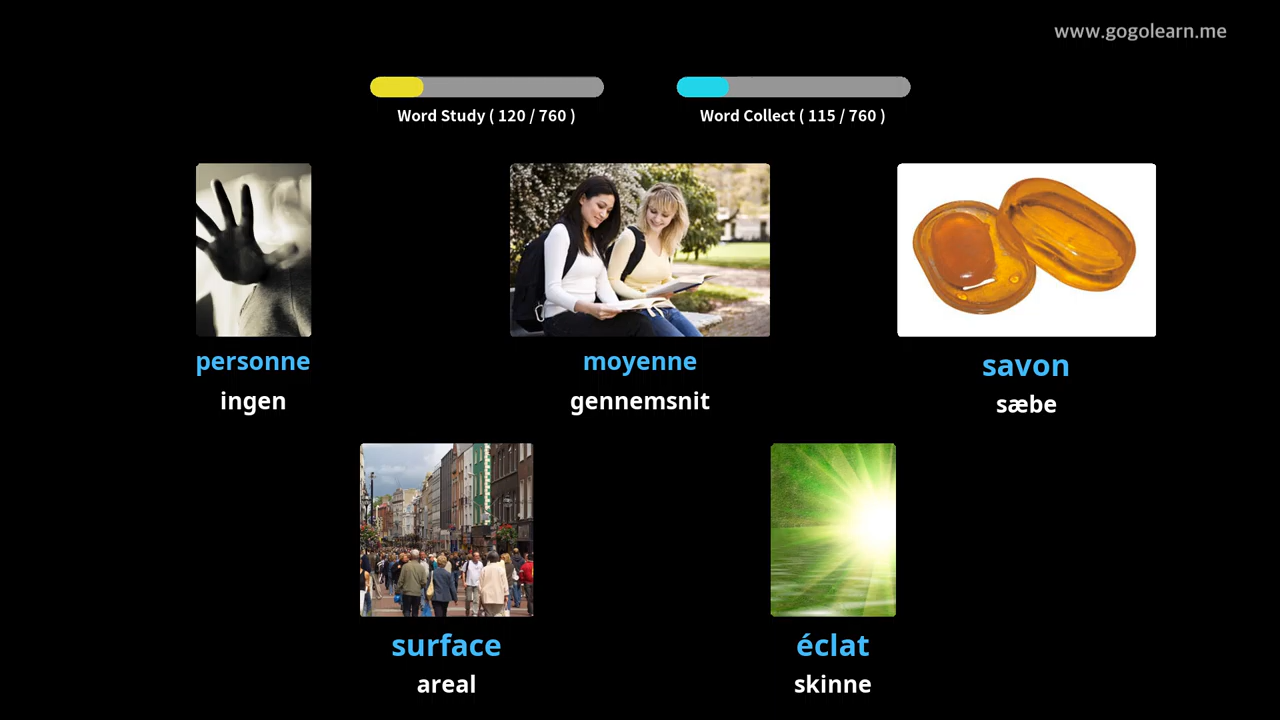 www.gogolearn.me
Word Study ( 120 / 760 )
Word Collect ( 115 / 760 )
personne
ingen
moyenne
gennemsnit
savon
sæbe
surface
areal
éclat
skinne